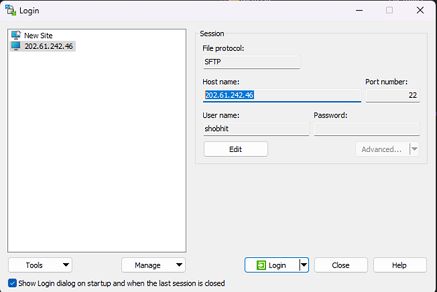 Login
New Site
202.61.242.46
Session
File protocol:
SFTP
Host name:
Port number:
202.61.242.46
22
User name:
Password:
shobhit
Edit
Advanced...
Tools
Manage
Login
Close
Help
Show Login dialog on startup and when the last session is closed